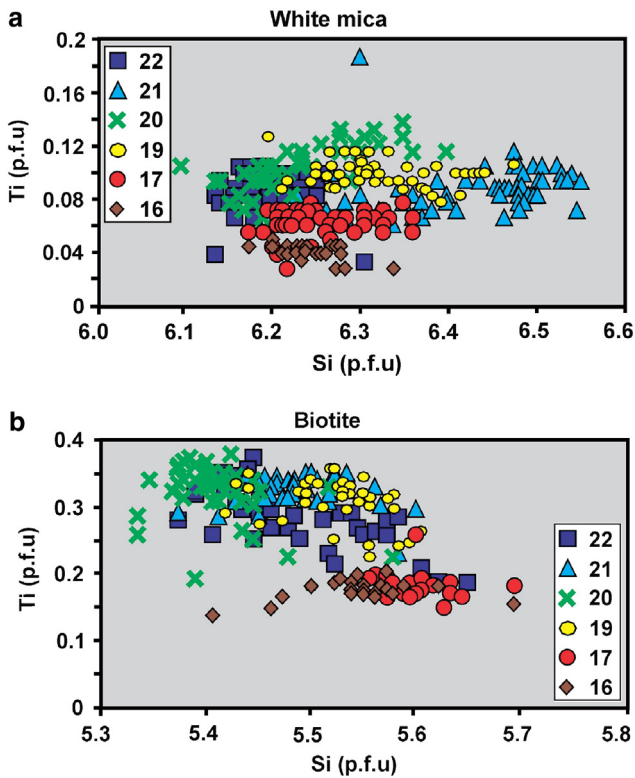 a
White mica
0.2
0.16
0.12
0.08
0.04
0
Ti (p.f.u)
22
21
20
19
17
16
6.0 6.1 6.2 6.3 6.4 6.5 6.6
Si (p.f.u)
b
Biotite
0.4
0.3
0.2
0.1
0
Ti (p.f.u)
22
21
20
19
17
16
5.3 5.4 5.5 5.6 5.7 5.8
Si (p.f.u)